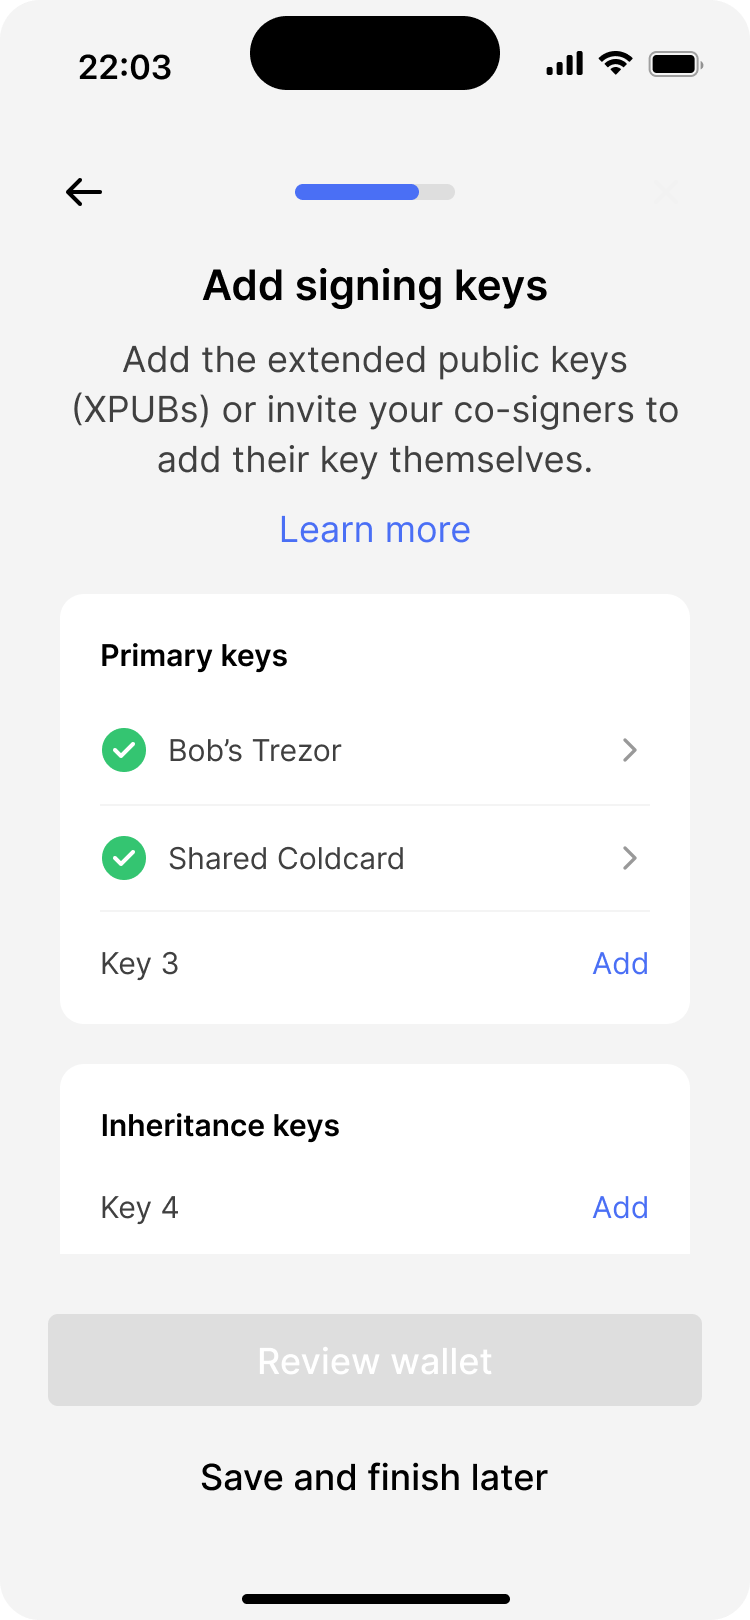 22:03
Add signing keys
Add the extended public keys
(XPUBs) or invite your co-signers to
add their key themselves.
Learn more
Primary keys
Bob’s Trezor
Shared Coldcard
Key 3 Add
Inheritance keys
Key 4 Add
Review wallet
Save and finish later